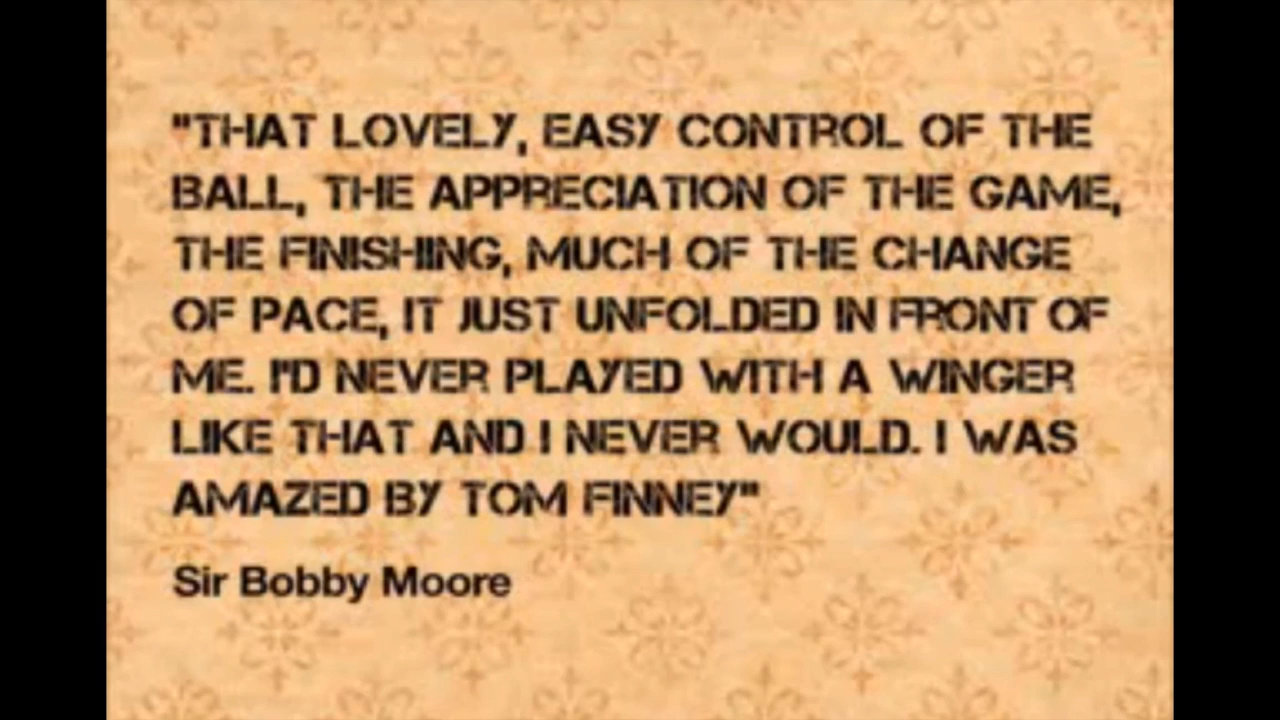 "THAT LOVELY, EASY CONTROL OF THE
BALL, THE APPRECIATION OF THE GAME,
THE FINISHING, MUCH OF THE CHANGE
OF PACE, IT JUST UNFOLDED IN FRONT OF
ME. I'D NEVER PLAYED WITH A WINGER
LIKE THAT AND I NEVER WOULD. I WAS
AMAZED BY TOM FINNEY"
Sir Bobby Moore